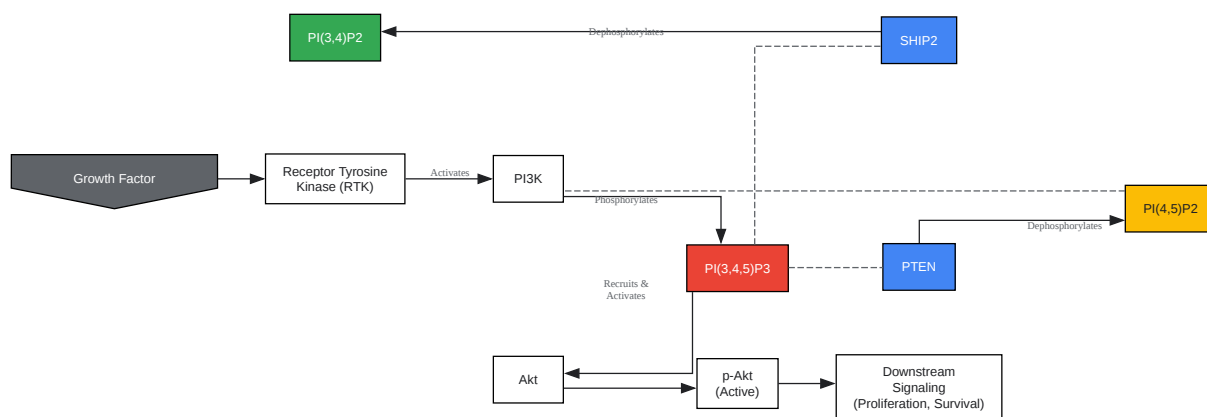 PI(3,4)P2
Dephosphorylates
SHIP2
Growth Factor
Receptor Tyrosine
Kinase (RTK)
Activates
PI3K
Phosphorylates
PI(4,5)P2
Dephosphorylates
PI(3,4,5)P3
PTEN
Recruits &
Activates
Akt
p-Akt
(Active)
Downstream
Signaling
(Proliferation, Survival)